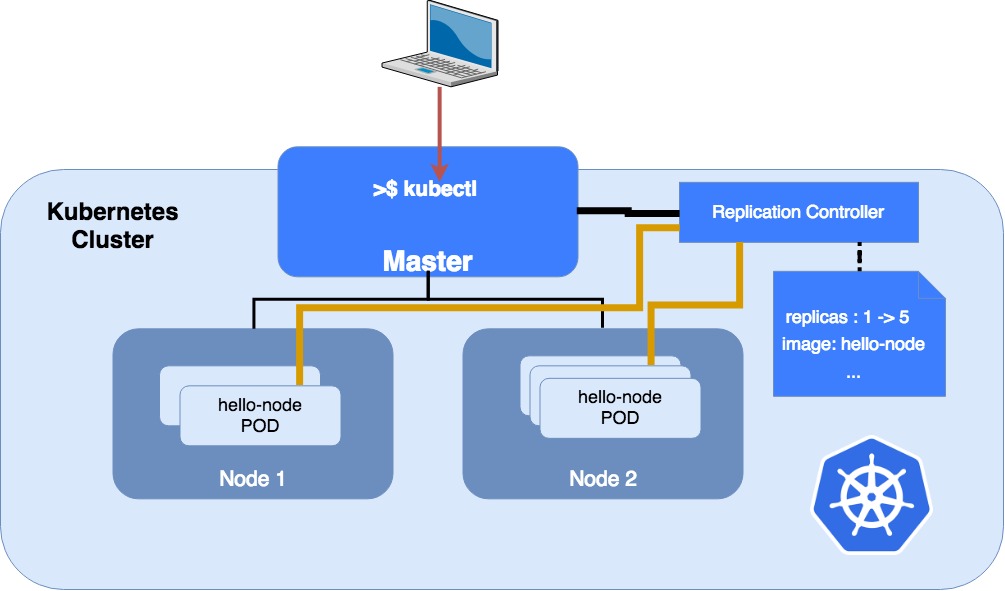 >$ kubectl
Master
Kubernetes
Cluster
Replication Controller
replicas : 1 -> 5
image: hello-node
...
hello-node
POD
Node 1
hello-node
POD
Node 2